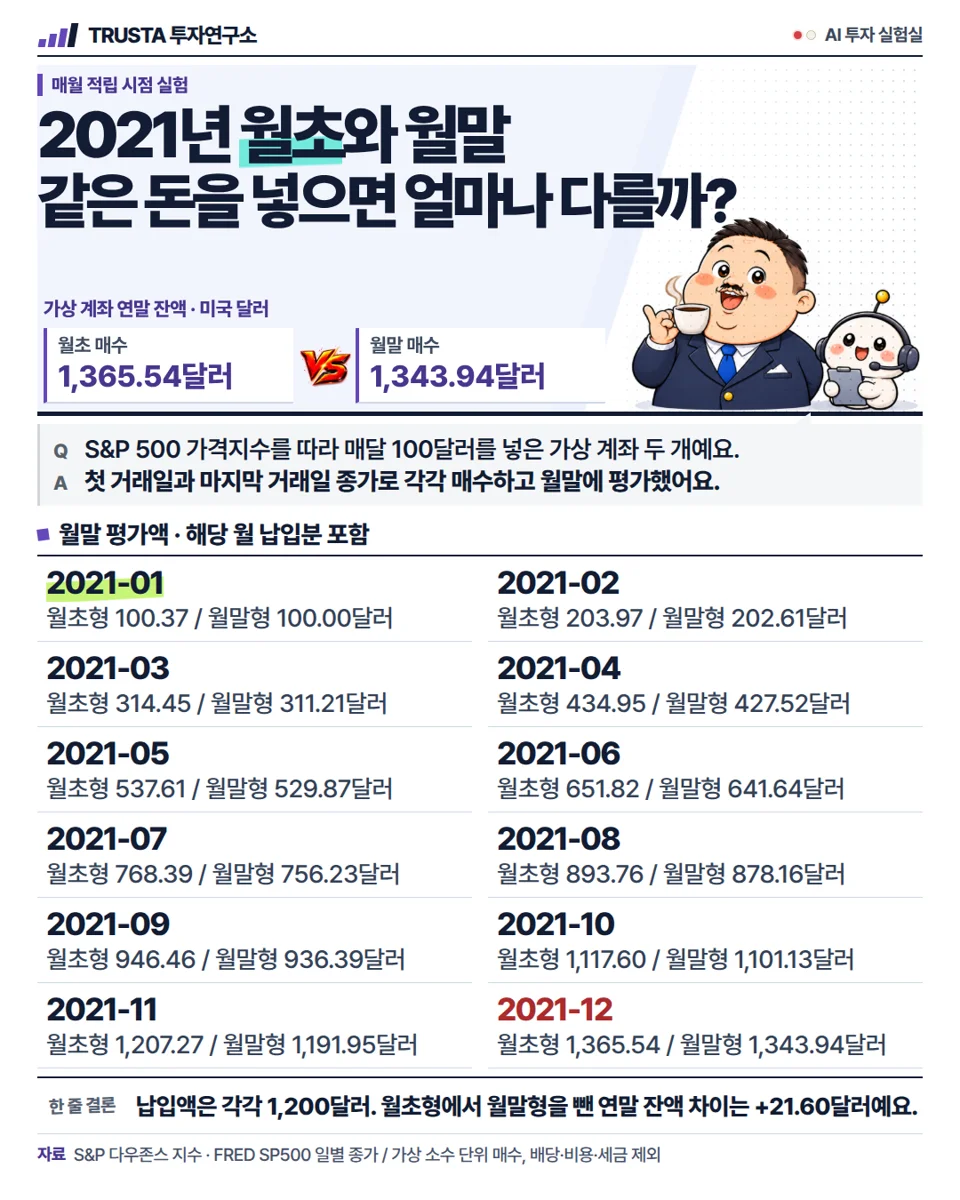 TRUSTA 투자연구소
AI 투자 실험실
매월 적립 시점 실험
2021년 월초와 월말
같은 돈을 넣으면 얼마나 다를까?
가상 계좌 연말 잔액 · 미국 달러
월초 매수
1,365.54달러
VS
월말 매수
1,343.94달러
Q S&P 500 가격지수를 따라 매달 100달러를 넣은 가상 계좌 두 개예요.
A 첫 거래일과 마지막 거래일 종가로 각각 매수하고 월말에 평가했어요.
월말 평가액 · 해당 월 납입분 포함
2021-01
월초형 100.37 / 월말형 100.00달러
2021-02
월초형 203.97 / 월말형 202.61달러
2021-03
월초형 314.45 / 월말형 311.21달러
2021-04
월초형 434.95 / 월말형 427.52달러
2021-05
월초형 537.61 / 월말형 529.87달러
2021-06
월초형 651.82 / 월말형 641.64달러
2021-07
월초형 768.39 / 월말형 756.23달러
2021-08
월초형 893.76 / 월말형 878.16달러
2021-09
월초형 946.46 / 월말형 936.39달러
2021-10
월초형 1,117.60 / 월말형 1,101.13달러
2021-11
월초형 1,207.27 / 월말형 1,191.95달러
2021-12
월초형 1,365.54 / 월말형 1,343.94달러
한 줄 결론 납입액은 각각 1,200달러. 월초형에서 월말형을 뺀 연말 잔액 차이는 +21.60달러예요.
자료 S&P 다우존스 지수 · FRED SP500 일별 종가 / 가상 소수 단위 매수, 배당·비용·세금 제외